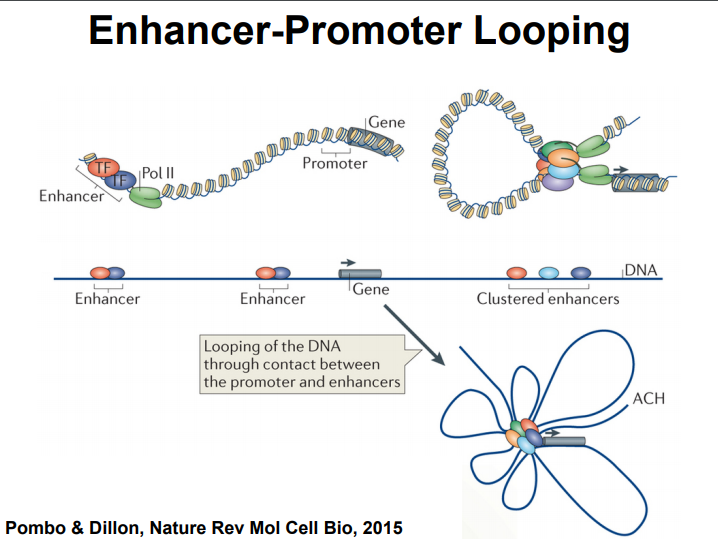 Enhancer-Promoter Looping
Gene
Promoter
TF
TF
Pol II
Enhancer
DNA
Enhancer
Enhancer
Gene
Clustered enhancers
Looping of the DNA
through contact between
the promoter and enhancers
ACH
Pombo & Dillon, Nature Rev Mol Cell Bio, 2015